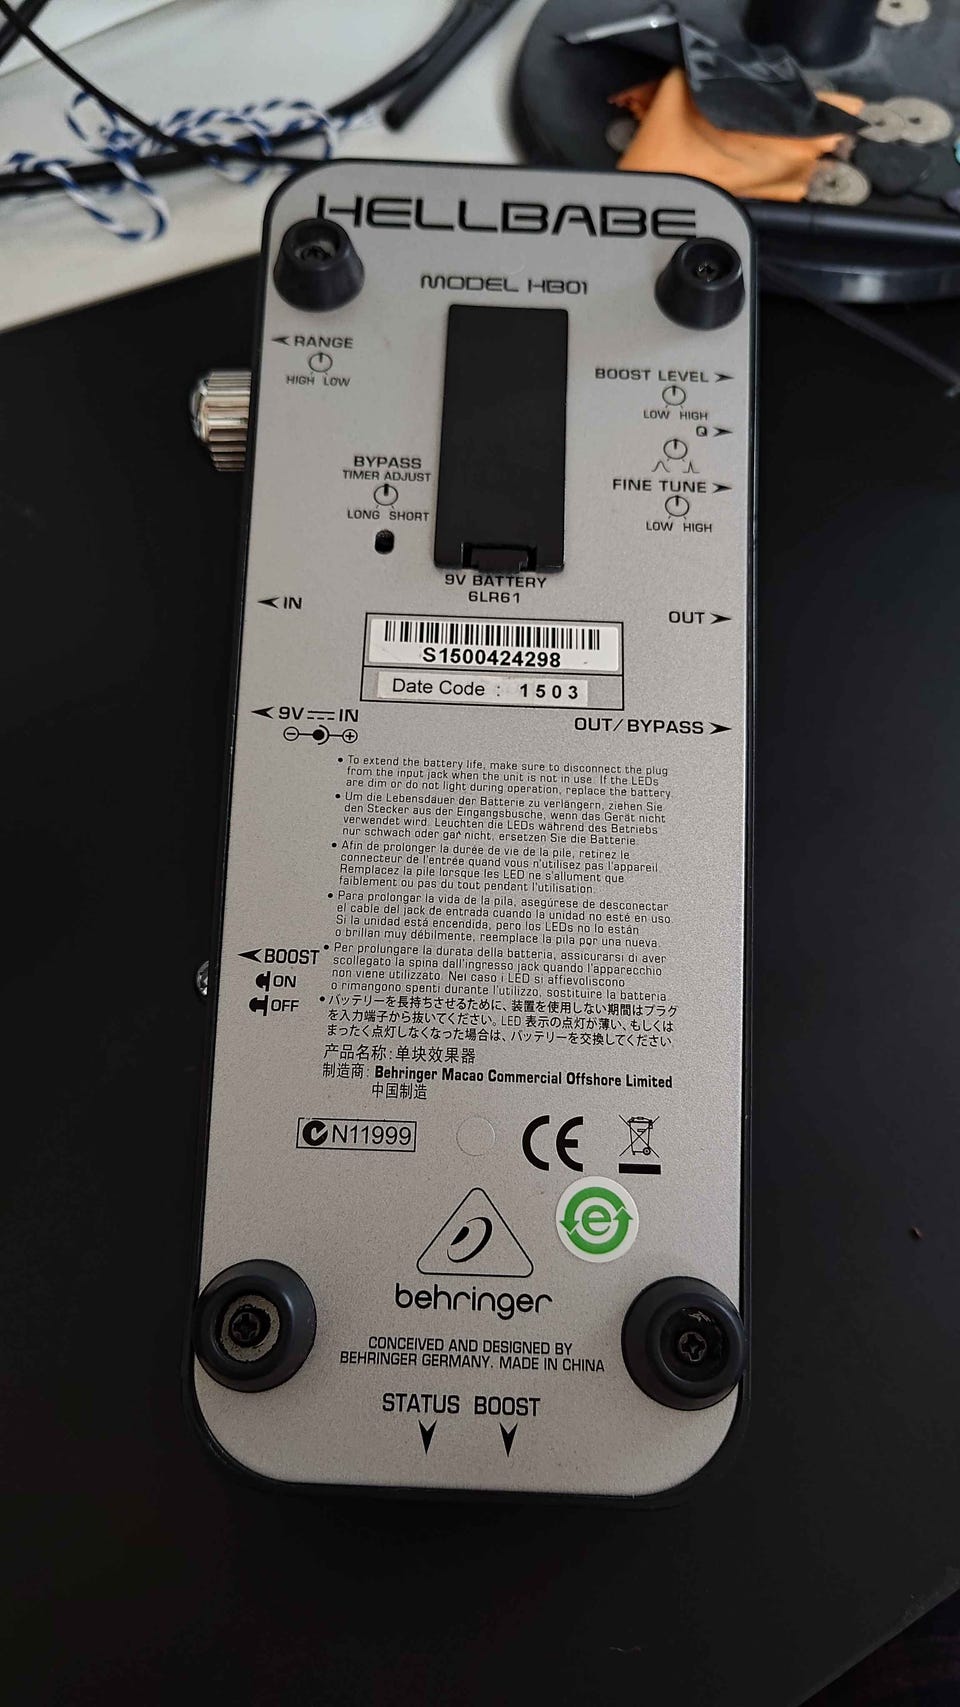 HELLBABE
MODEL HB01
RANGE
HIGH LOW
BOOST LEVEL
LOW HIGH
Q
BYPASS
TIMER ADJUST
LONG SHORT
FINE TUNE
LOW HIGH
9V BATTERY
6LR61
IN
OUT
S1500424298
Date Code : 1503
9V IN
OUT/BYPASS
• To extend the battery life, make sure to disconnect the plug
from the input jack when the unit is not in use. If the LEDs
are dim or do not light during operation, replace the battery.
• Um die Lebensdauer der Batterie zu verlängern, ziehen Sie
den Stecker aus der Eingangsbusche, wenn das Gerät nicht
verwendet wird. Leuchten die LEDs während des Betriebs
nur schwach oder gar nicht, ersetzen Sie die Batterie.
• Afin de prolonger la durée de vie de la pile, retirez le
connecteur de l'entrée quand vous n'utilisez pas l'appareil.
Remplacez la pile lorsque les LED ne s'allument que
faiblement ou pas du tout pendant l'utilisation.
• Para prolongar la vida de la pila, asegúrese de desconectar
el cable del jack de entrada cuando la unidad no esté en uso.
Si la unidad está encendida, pero los LEDs no lo están
o brillan muy débilmente, reemplace la pila por una nueva.
• Per prolungare la durata della batteria, assicurarsi di aver
scollegato la spina dall'ingresso jack quando l'apparecchio
non viene utilizzato. Nel caso i LED si affievoliscono
o rimangono spenti durante l'utilizzo, sostituire la batteria.
BOOST
ON
OFF
• バッテリーを長持ちさせるために、装置を使用しない期間はプラグ
を入力端子から抜いてください。LED 表示の点灯が薄い、もしくは
まったく点灯しなくなった場合は、バッテリーを交換してください.
产品名称: 单块效果器
制造商: Behringer Macao Commercial Offshore Limited
中国制造
N11999
CE
e
behringer
CONCEIVED AND DESIGNED BY
BEHRINGER GERMANY. MADE IN CHINA
STATUS BOOST